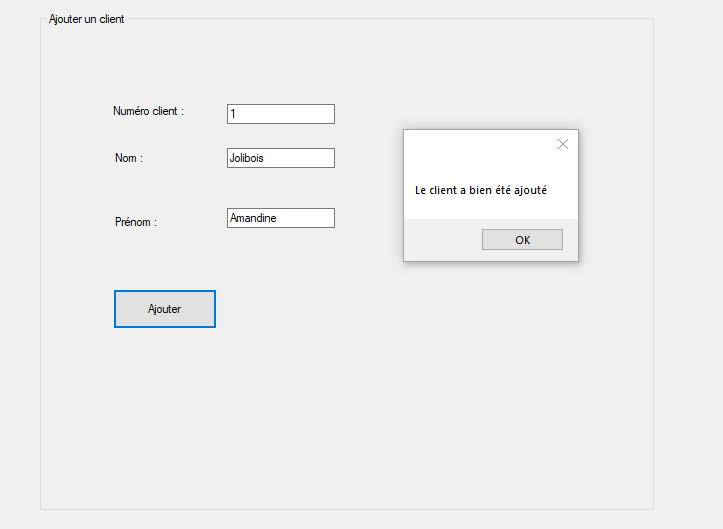 Ajouter un client
Numéro client : 1
Nom : Jolibois
Prénom : Amandine
Ajouter
Le client a bien été ajouté
OK